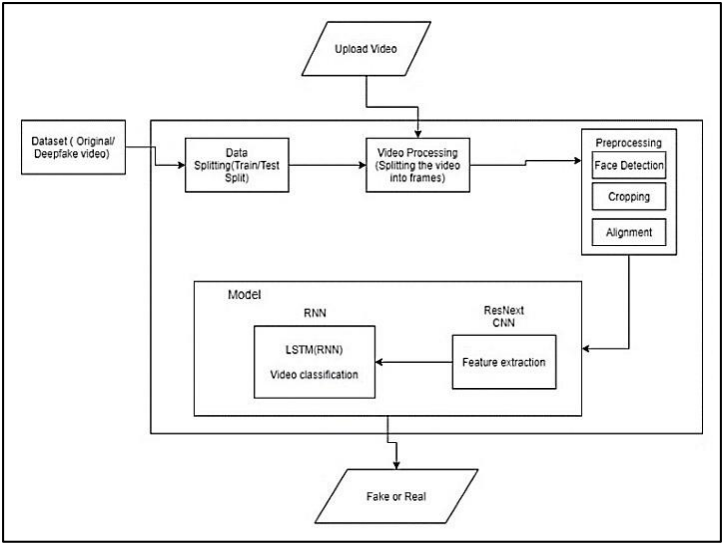 Upload Video
Dataset ( Original/
Deepfake video)
Data
Splitting(Train/Test
Split)
Video Processing
(Splitting the video
into frames)
Preprocessing
Face Detection
Cropping
Alignment
Model
RNN
LSTM(RNN)
Video classification
ResNext
CNN
Feature extraction
Fake or Real